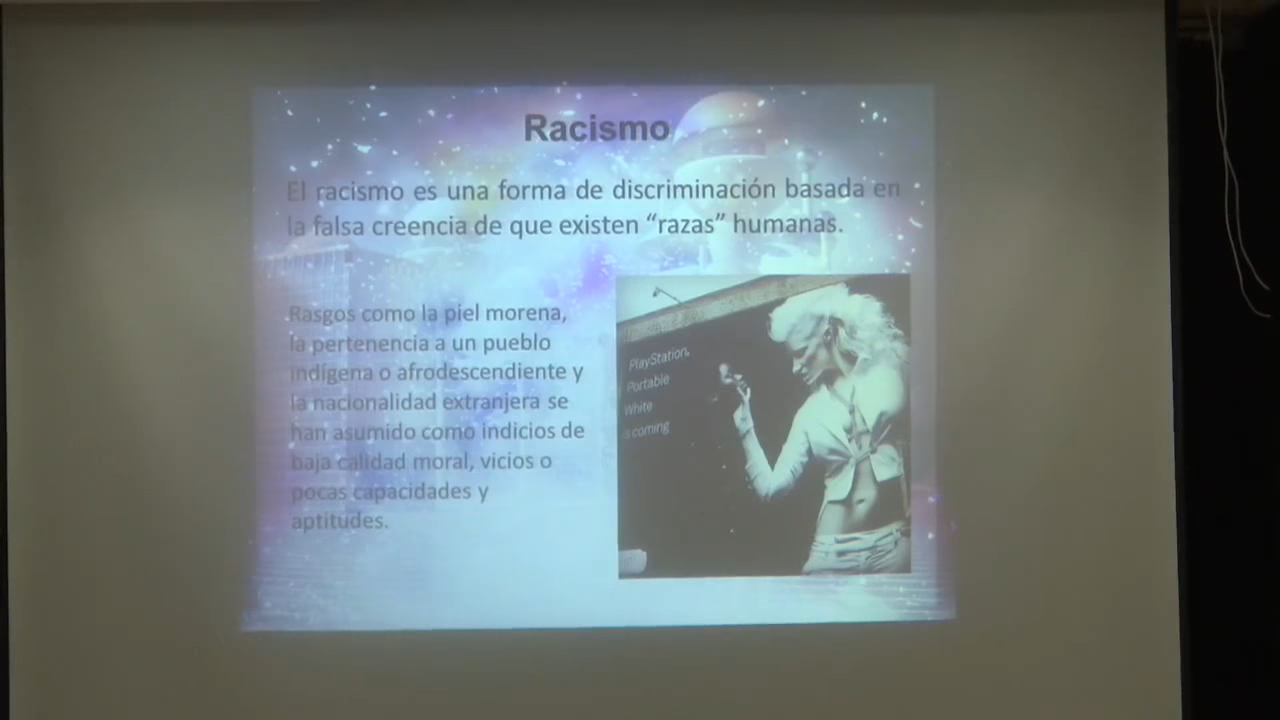 Racismo
El racismo es una forma de discriminación basada en
la falsa creencia de que existen “razas” humanas.
Rasgos como la piel morena,
la pertenencia a un pueblo
indígena o afrodescendiente y
la nacionalidad extranjera se
han asumido como indicios de
baja calidad moral, vicios o
pocas capacidades y
aptitudes.
PlayStation.
Portable
White
is coming